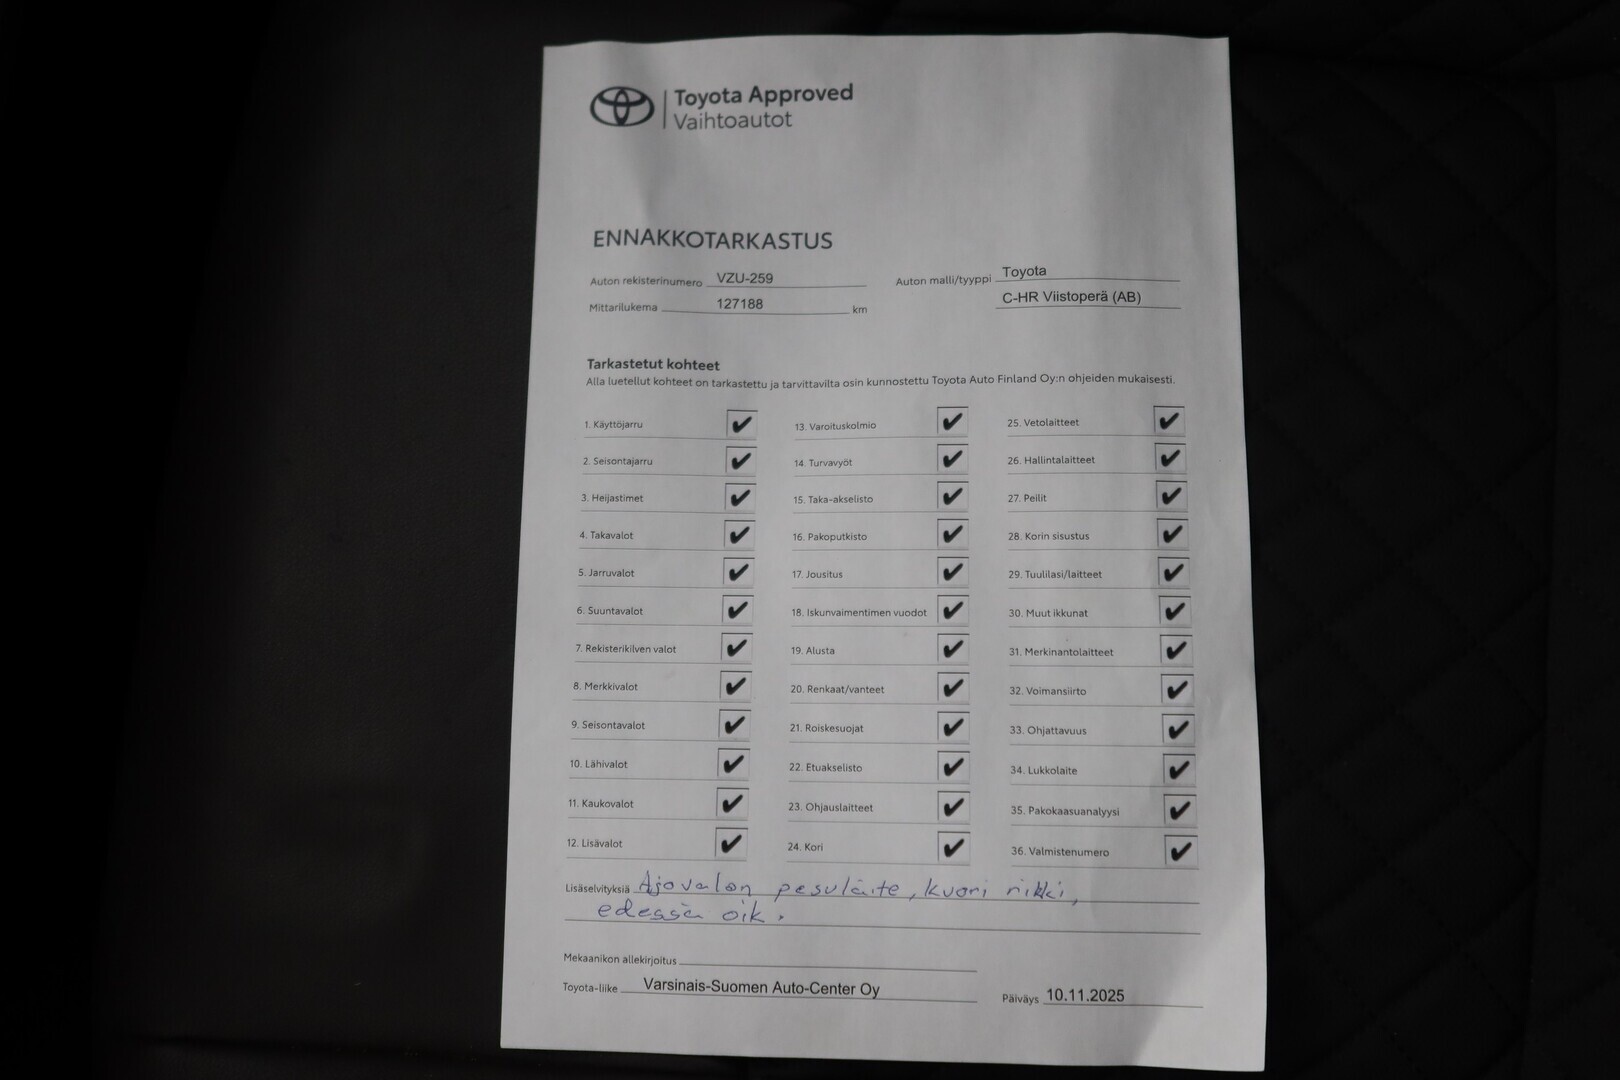 Toyota Approved
Vaihtoautot
ENNAKKOTARKASTUS
Auton rekisterinumero VZU-259
Auton malli/tyyppi Toyota
Mittarilukema 127188 km
C-HR Viistoperä (AB)
Tarkastetut kohteet
Alla luetellut kohteet on tarkastettu ja tarvittavilta osin kunnostettu Toyota Auto Finland Oy:n ohjeiden mukaisesti.
1. Käyttöjarru ✔
2. Seisontajarru ✔
3. Heijastimet ✔
4. Takavalot ✔
5. Jarruvalot ✔
6. Suuntavalot ✔
7. Rekisterikilven valot ✔
8. Merkkivalot ✔
9. Seisontavalot ✔
10. Lähivalot ✔
11. Kaukovalot ✔
12. Lisävalot ✔
13. Varoituskolmio ✔
14. Turvavyöt ✔
15. Taka-akselisto ✔
16. Pakoputkisto ✔
17. Jousitus ✔
18. Iskunvaimentimen vuodot ✔
19. Alusta ✔
20. Renkaat/vanteet ✔
21. Roiskesuojat ✔
22. Etuakselisto ✔
23. Ohjauslaitteet ✔
24. Kori ✔
25. Vetolaitteet ✔
26. Hallintalaitteet ✔
27. Peilit ✔
28. Korin sisustus ✔
29. Tuulilasi/laitteet ✔
30. Muut ikkunat ✔
31. Merkinantolaitteet ✔
32. Voimansiirto ✔
33. Ohjattavuus ✔
34. Lukkolaite ✔
35. Pakokaasuanalyysi ✔
36. Valmistenumero ✔
Lisäselvityksiä Ajovalon pesulaite, kuori rikki,
edessä oik.
Mekaanikon allekirjoitus
Toyota-liike Varsinais-Suomen Auto-Center Oy
Päiväys 10.11.2025